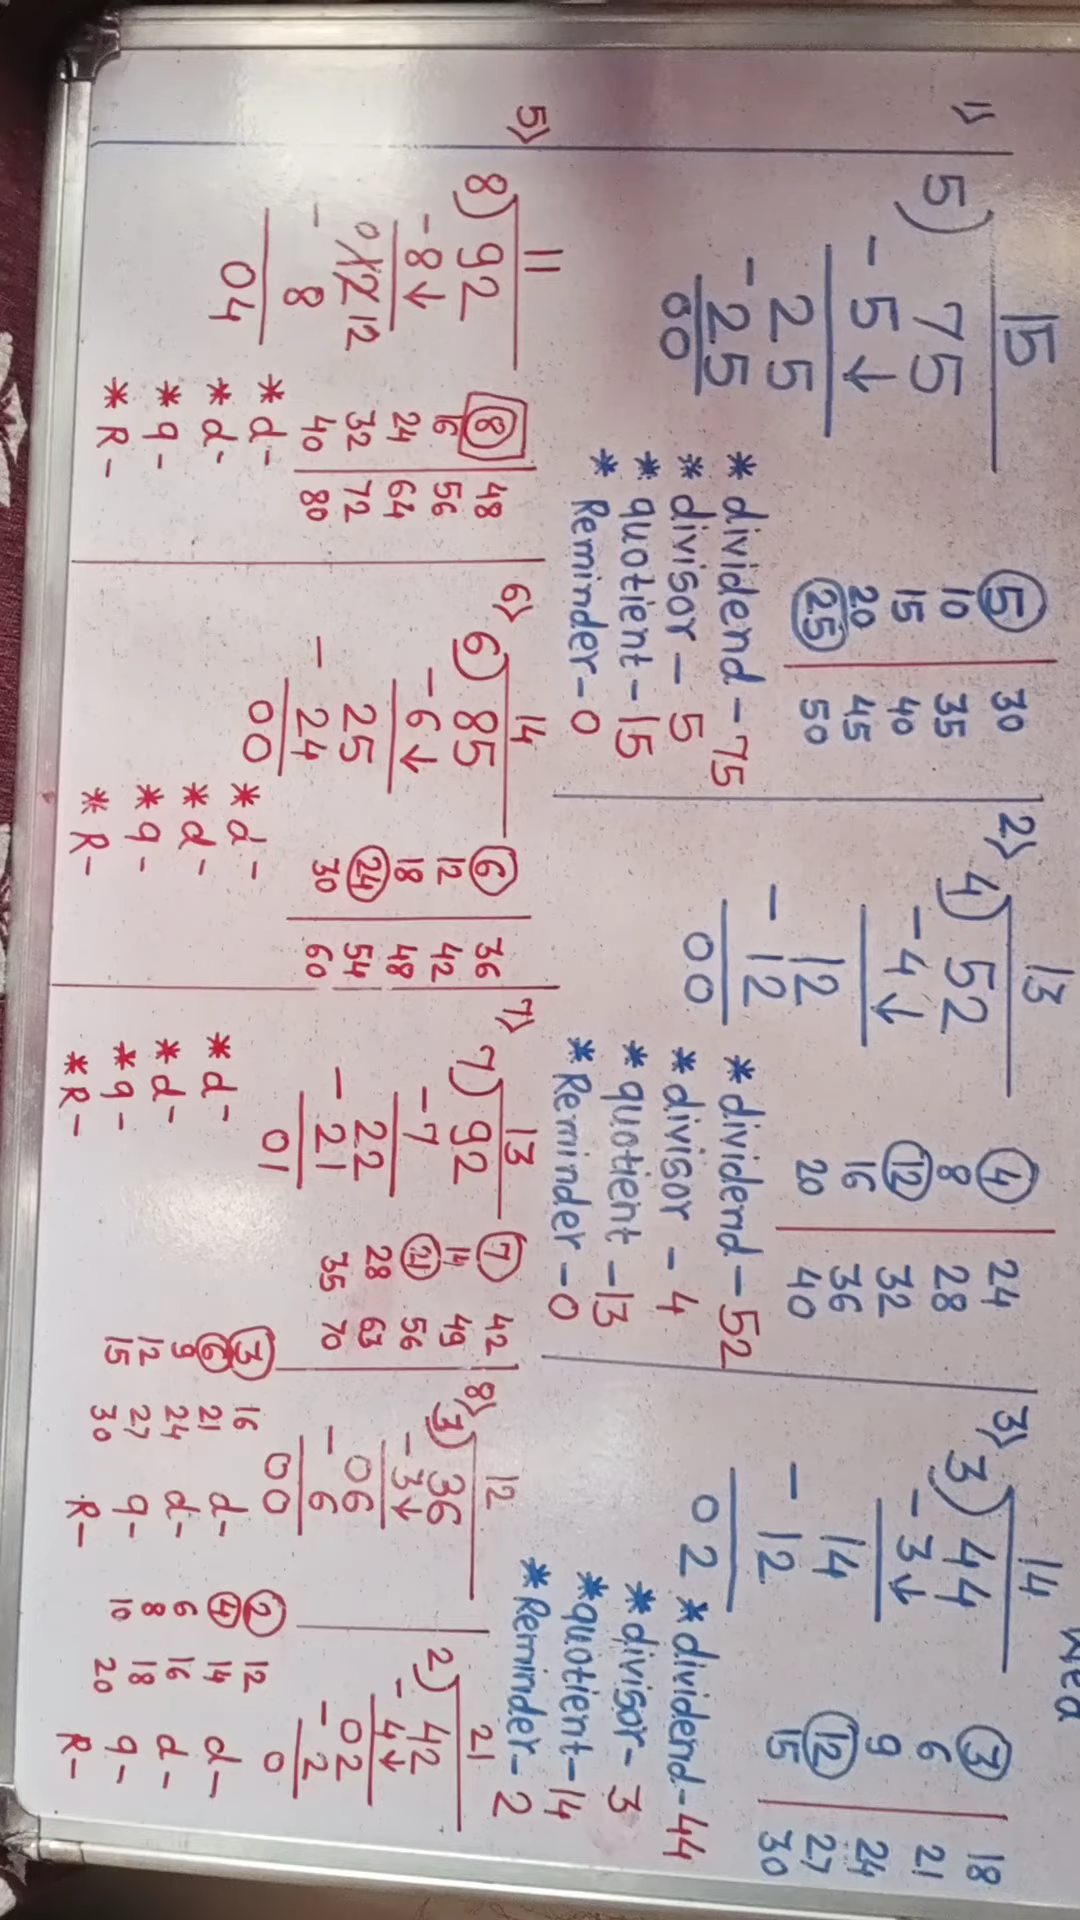 Wed
1) 15
5) 75
- 5↓
25
- 25
00
5 30
10 35
15 40
20 45
25 50
* dividend - 75
* divisor - 5
* quotient - 15
* Reminder - 0
2) 13
4) 52
- 4↓
12
- 12
00
4 24
8 28
12 32
16 36
20 40
* dividend - 52
* divisor - 4
* quotient - 13
* Reminder - 0
3) 14
3) 44
- 3↓
14
- 12
02
3 18
6 21
9 24
12 27
15 30
* dividend - 44
* divisor - 3
* quotient - 14
* Reminder - 2
5) 11
8) 92
- 8↓
012 12
- 8
04
8 48
16 56
24 64
32 72
40 80
* d -
* d -
* q -
* R -
6) 14
6) 85
- 6↓
25
- 24
00
6 36
12 42
18 48
24 54
30 60
* d -
* d -
* q -
* R -
7) 13
7) 92
- 7
22
- 21
01
7 42
14 49
21 56
28 63
35 70
* d -
* d -
* q -
* R -
8) 12
3) 36
- 3↓
06
- 6
00
3 16
6 21
9 24
12 27
15 30
d -
d -
q -
R -
21
2) 42
- 4↓
02
- 2
0
2 12
4 14
6 16
8 18
10 20
d -
d -
q -
R -